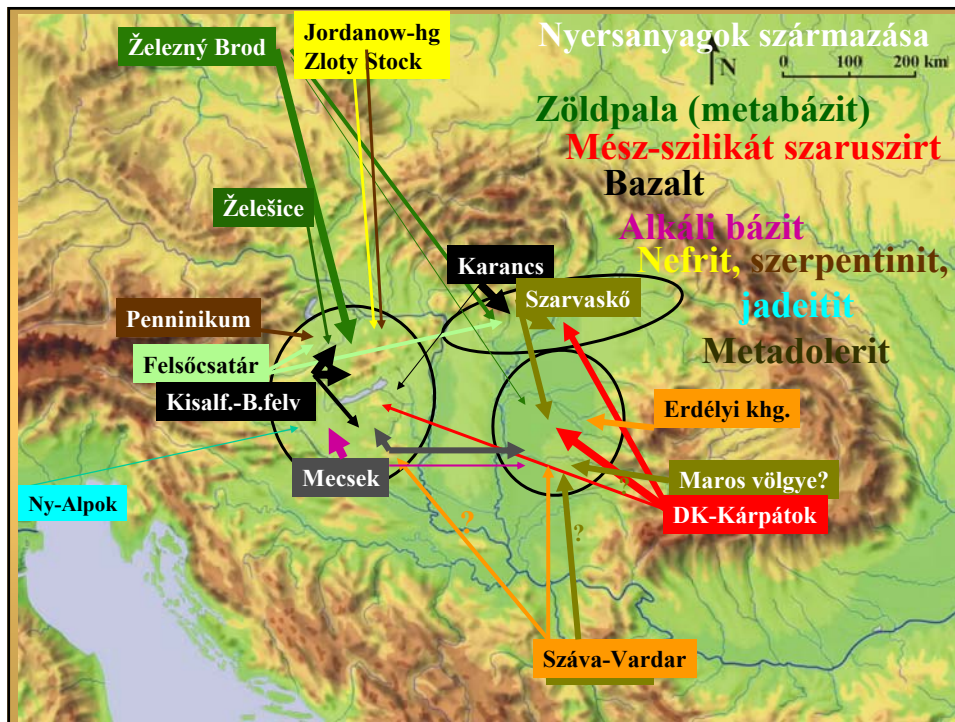 Nyersanyagok származása
N
0 100 200 km
Železný Brod
Jordanow-hg
Zloty Stock
Zöldpala (metabázit)
Mész-szilikát szaruszirt
Bazalt
Želešice
Alkáli bázit
Karancs
Nefrit, szerpentinit,
Szarvaskő
jadeitit
Penninikum
Metadolerit
Felsőcsatár
Kisalf.-B.felv
Erdélyi khg.
Mecsek
Maros völgye?
?
Ny-Alpok
DK-Kárpátok
?
?
Száva-Vardar